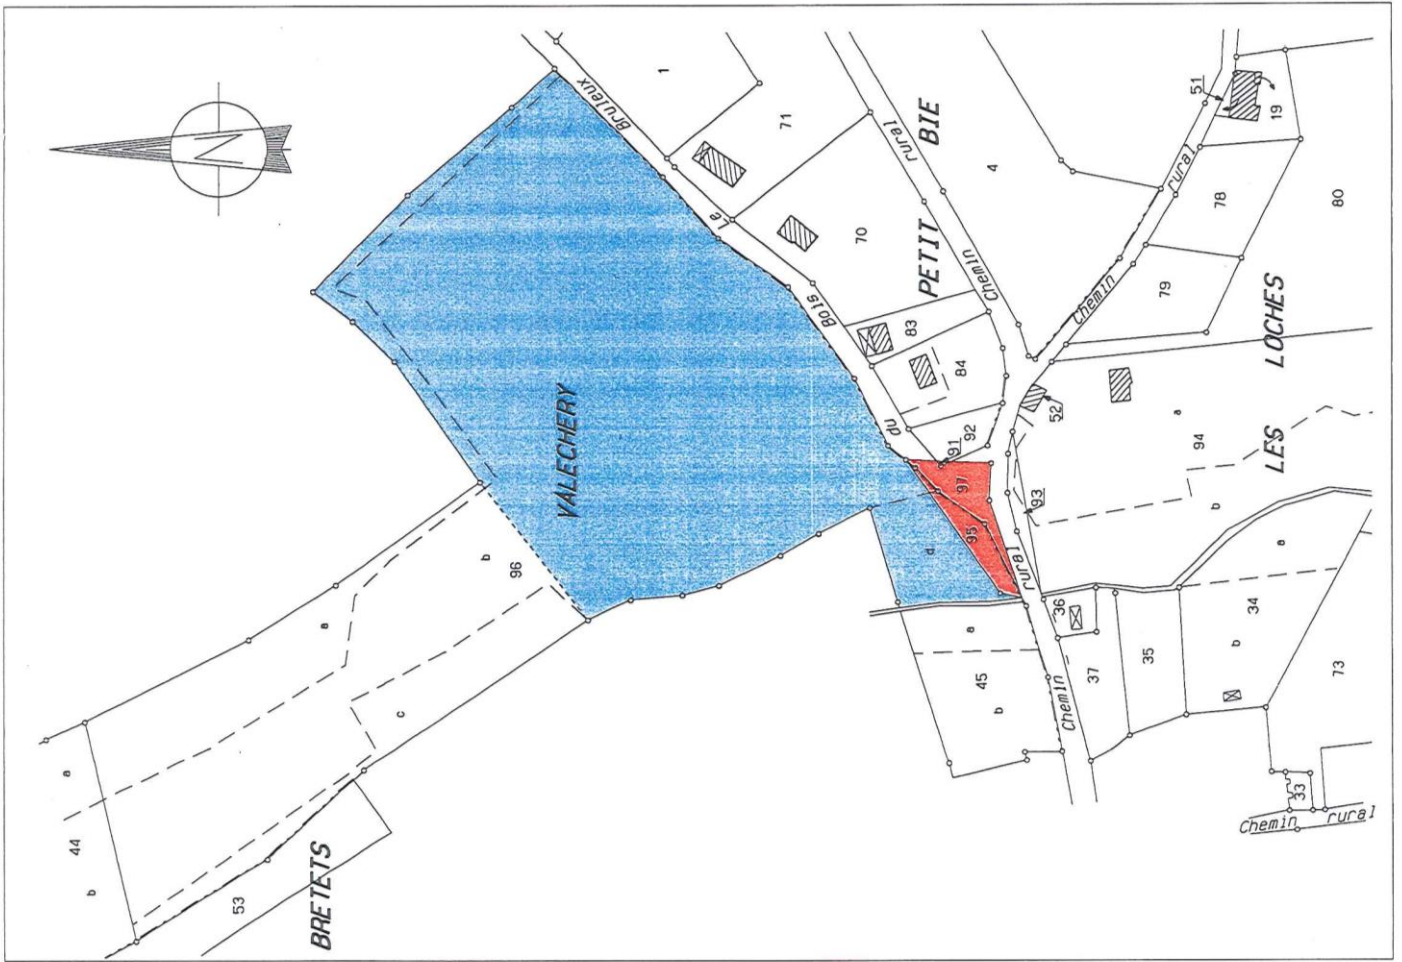 N
1
Le Bois du Bruleux
71
70
83
84
92
91
PETIT BIE
Chemin rural
4
51
19
78
79
80
Chemin rural
52
LES LOCHES
a
94
b
93
VALECHERY
97
95
d
b
96
a
c
a
44
b
53
BRETETS
a
45
b
Chemin rural
36
37
35
a
34
b
73
33
Chemin rural